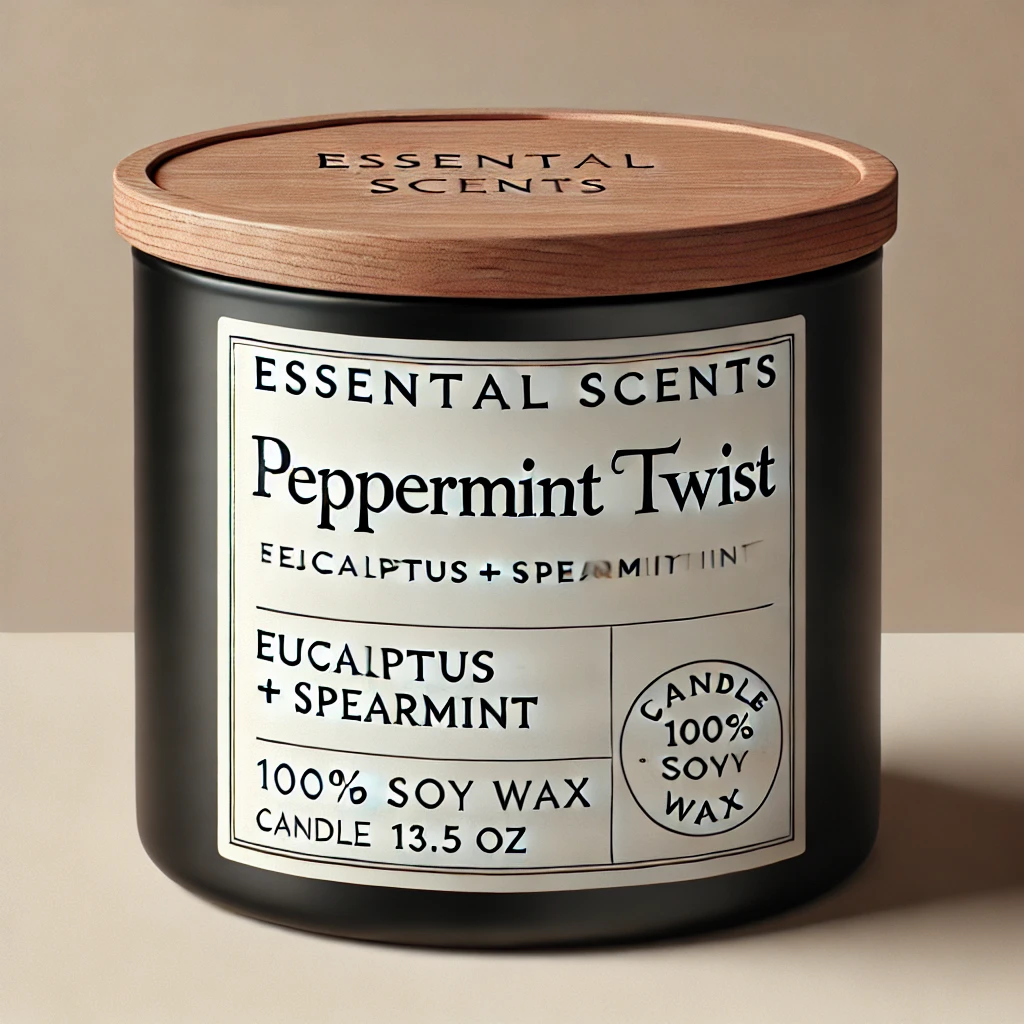 ESSENTAL
SCENTS
ESSENTAL SCENTS
Peppermint Twist
EUCALPTUS
+ SPEARMINT
100% SOY WAX
CANDLE 13.5 OZ
CANDLE
100%
SOYY
WAX